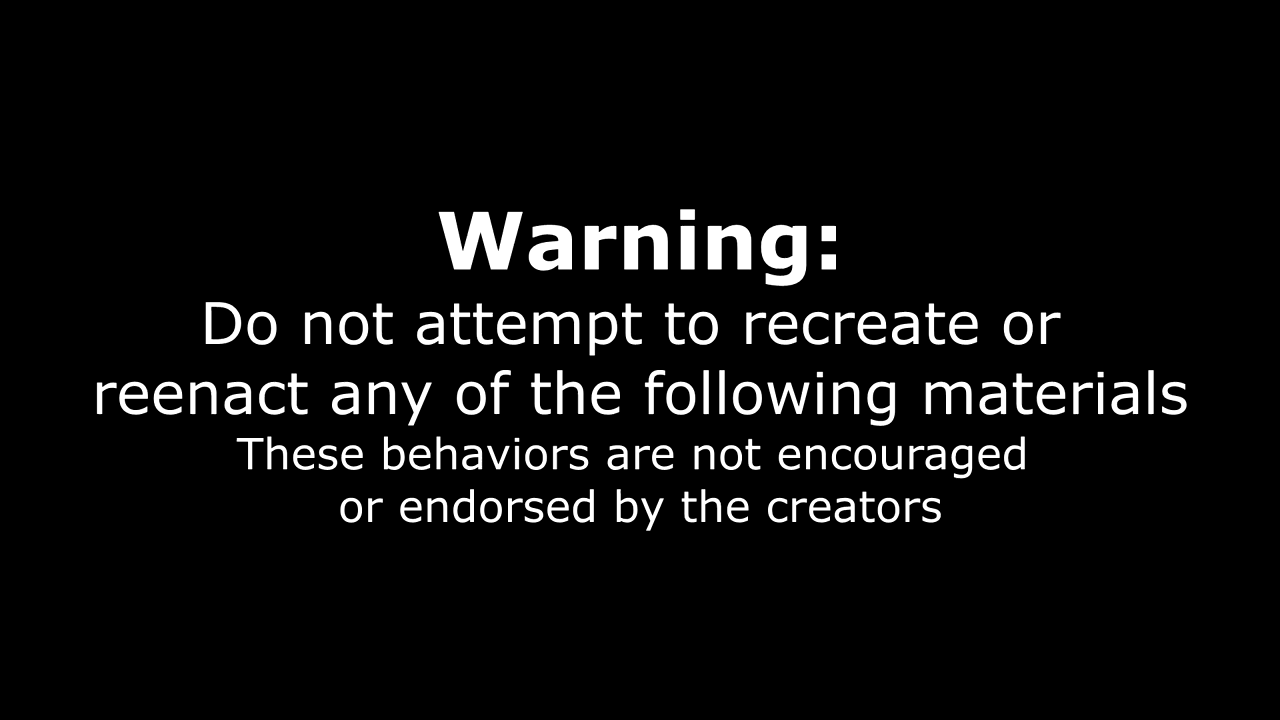 Warning:
Do not attempt to recreate or
reenact any of the following materials
These behaviors are not encouraged
or endorsed by the creators